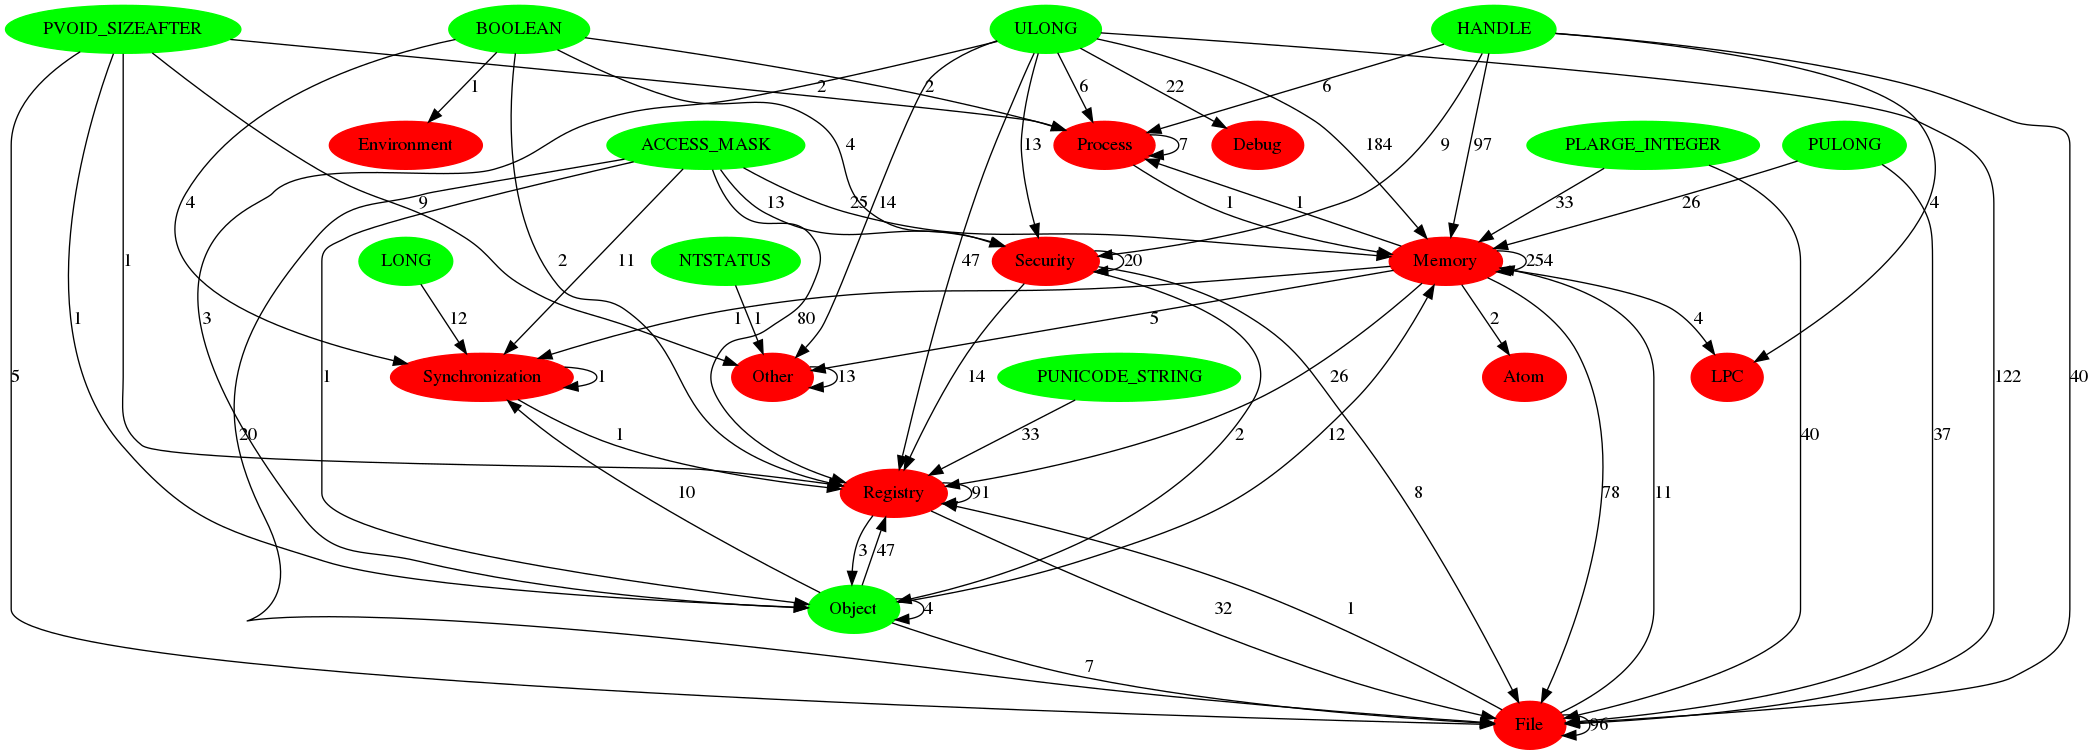 PVOID_SIZEAFTER
BOOLEAN
ULONG
HANDLE
1
2
2
6
22
6
Environment
ACCESS_MASK
Process
7
Debug
PLARGE_INTEGER
PULONG
4
13
184
9
97
4
9
13
25
14
1
1
33
26
4
1
LONG
11
NTSTATUS
2
47
Security
20
Memory
254
1
3
12
1
80
1
5
2
4
5
1
Synchronization
1
Other
13
14
PUNICODE_STRING
26
Atom
LPC
122
40
20
1
33
2
12
40
37
10
Registry
91
8
78
11
3
47
Object
4
32
1
7
File
96